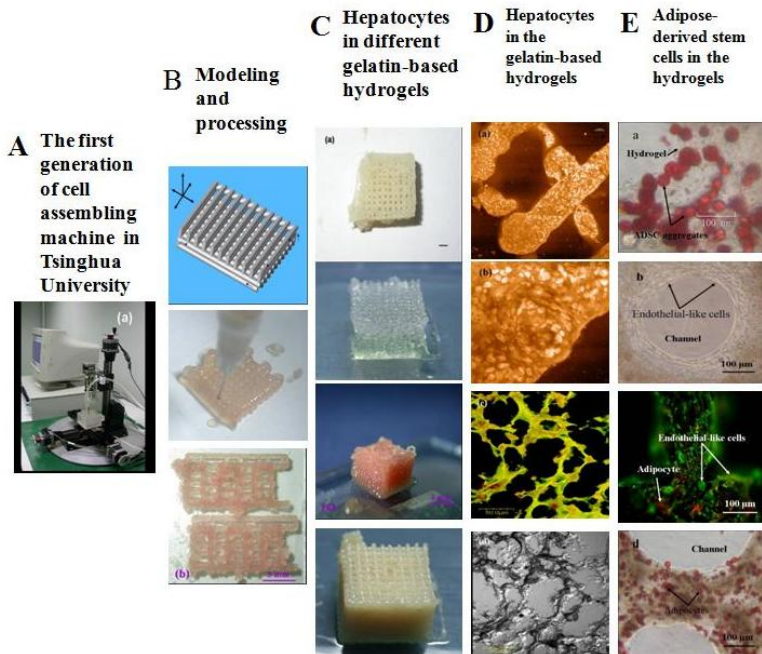 A The first
generation
of cell
assembling
machine in
Tsinghua
University
(a)
B Modeling
and
processing
(b)
C Hepatocytes
in different
gelatin-based
hydrogels
(a)
D Hepatocytes
in the
gelatin-based
hydrogels
(a)
(b)
E Adipose-
derived stem
cells in the
hydrogels
a
Hydrogel
100 μm
ADSC aggregates
b
Endothelial-like cells
Channel
100 μm
Endothelial-like cells
Adipocyte
100 μm
d
Channel
Adipocytes
100 μm